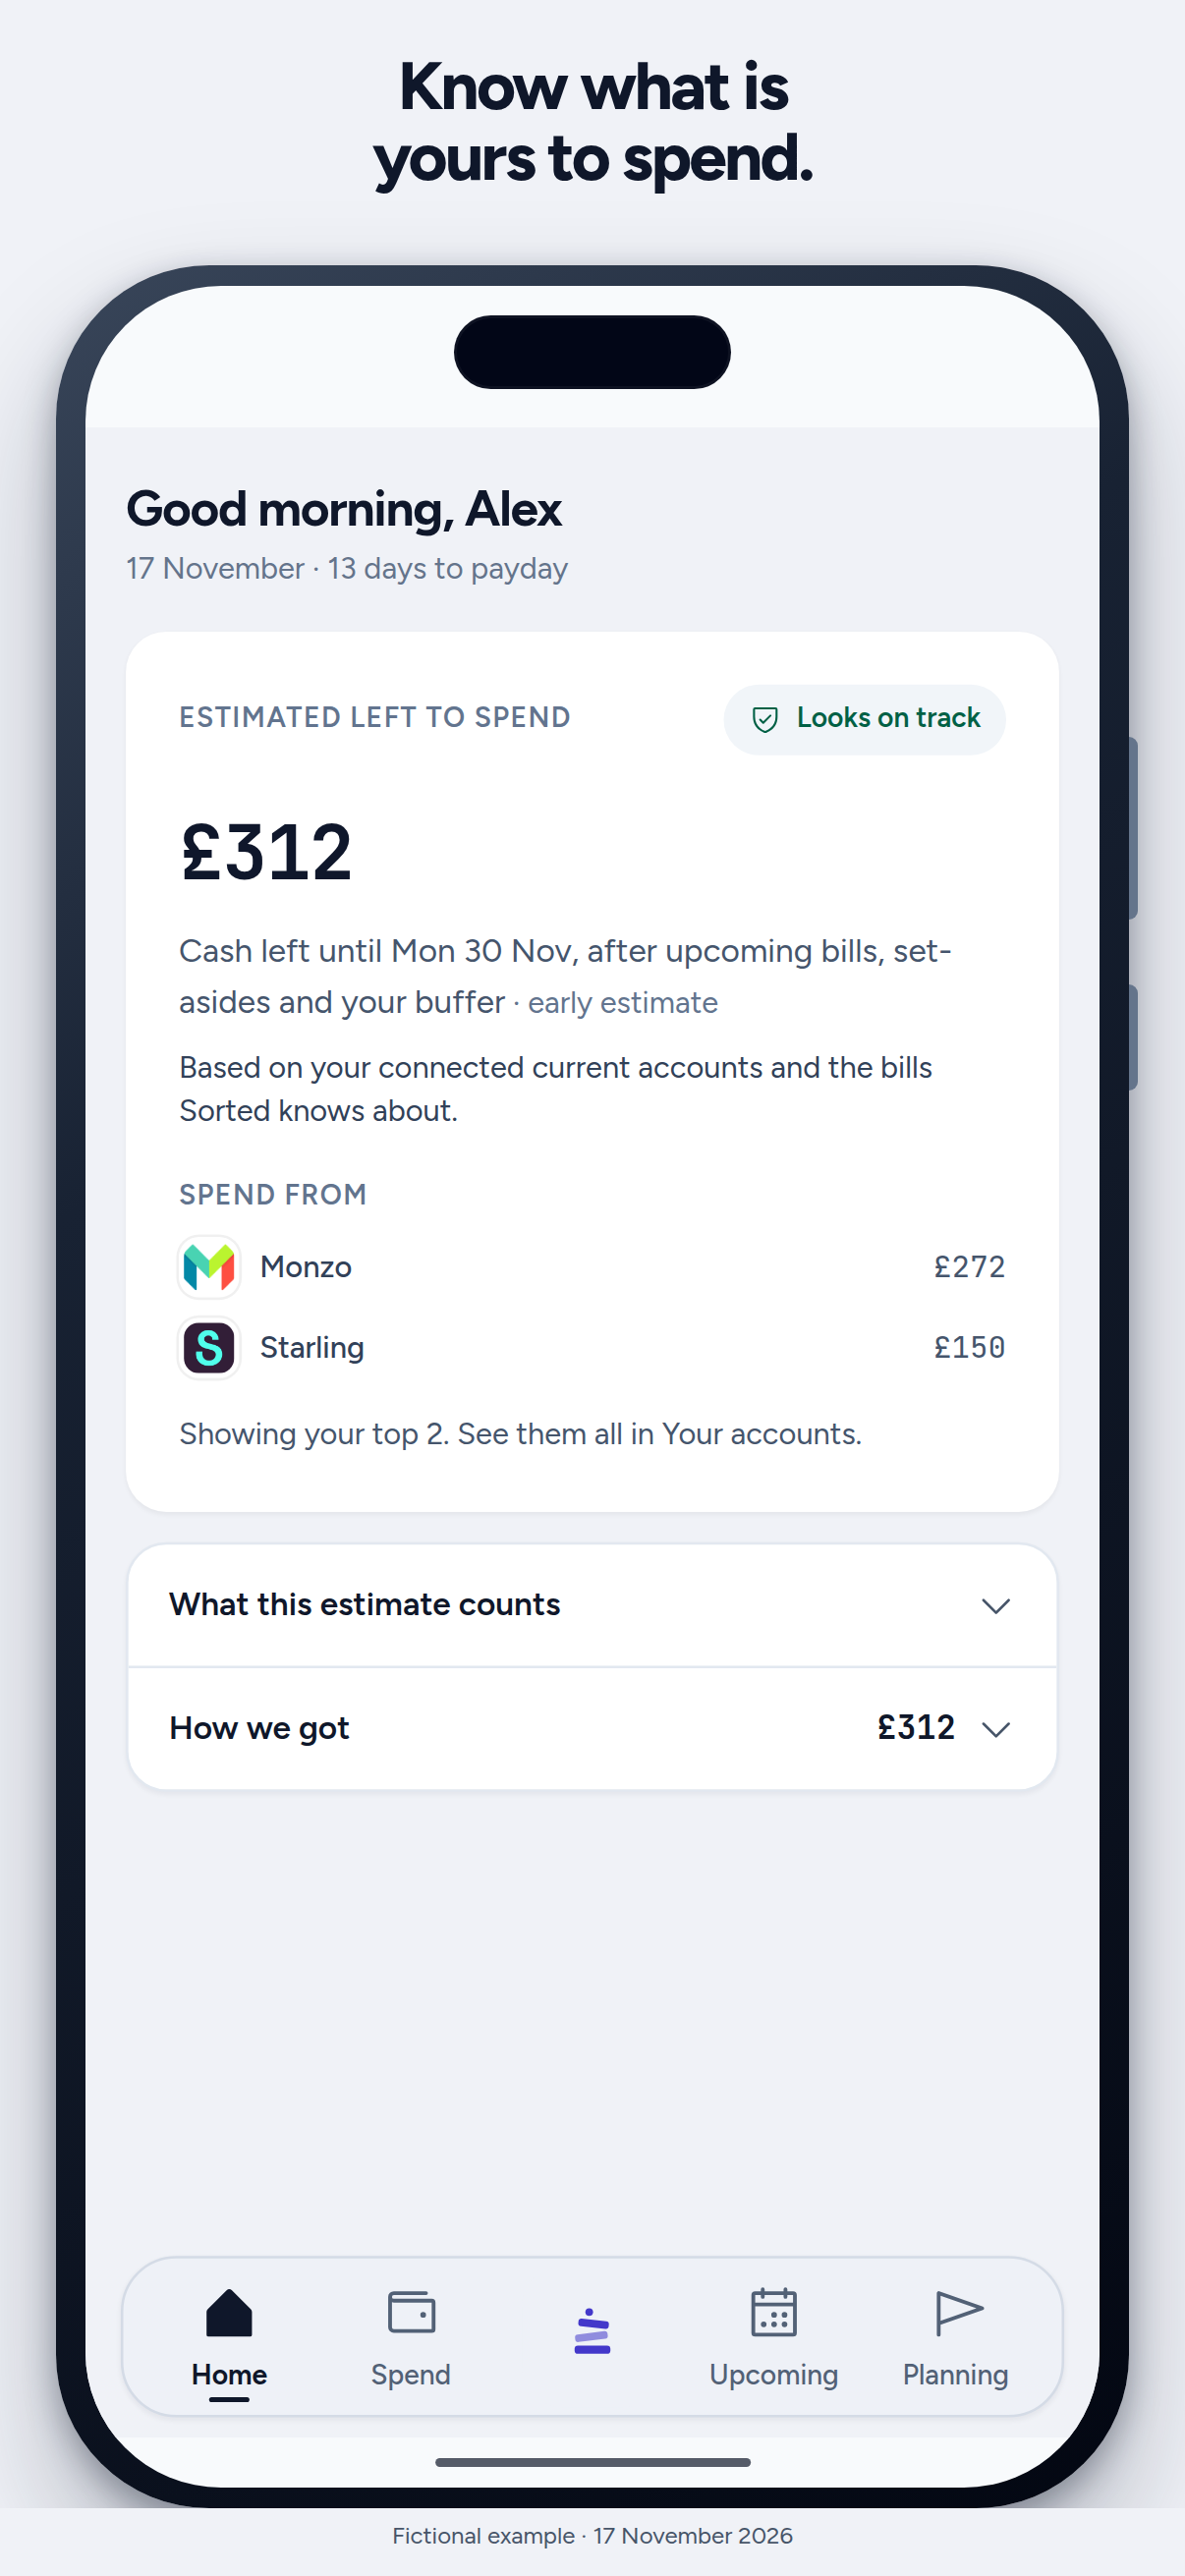 Know what is
yours to spend.
Good morning, Alex
17 November · 13 days to payday
ESTIMATED LEFT TO SPEND
Looks on track
£312
Cash left until Mon 30 Nov, after upcoming bills, set-
asides and your buffer · early estimate
Based on your connected current accounts and the bills
Sorted knows about.
SPEND FROM
Monzo £272
Starling £150
Showing your top 2. See them all in Your accounts.
What this estimate counts
How we got £312
Home Spend Upcoming Planning
Fictional example · 17 November 2026